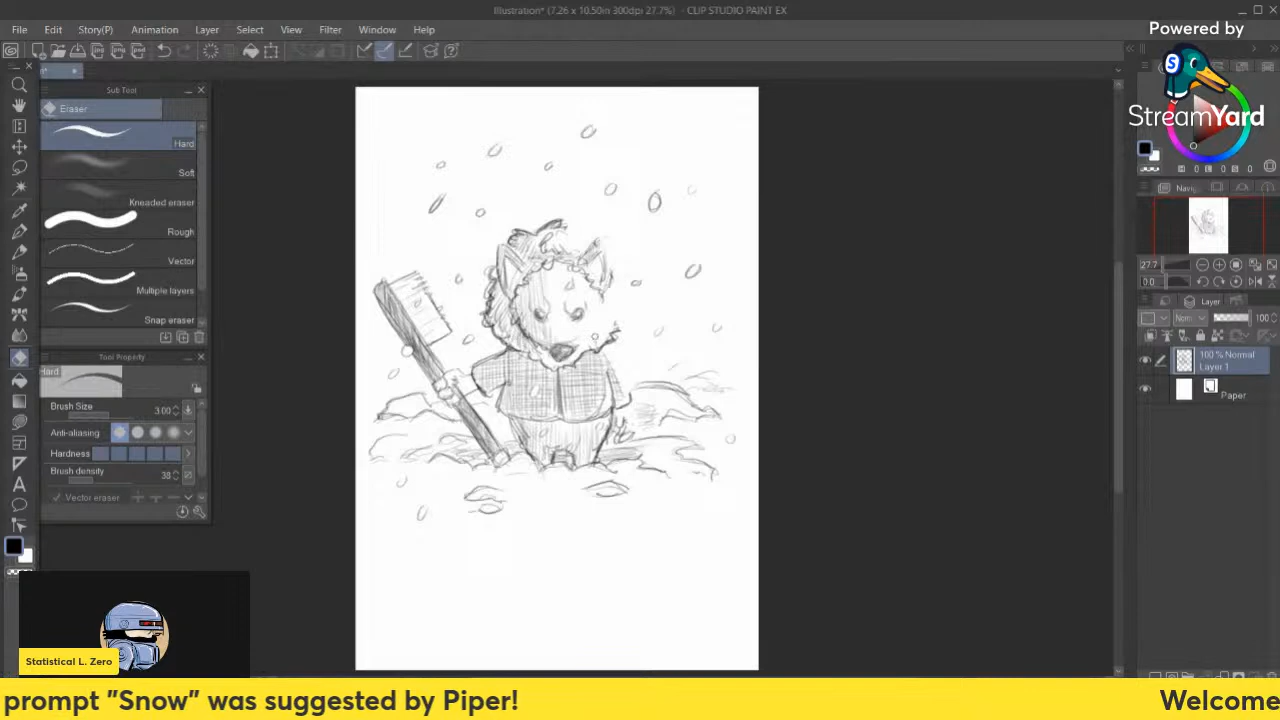 Illustration* (7.26 x 10.50in 300dpi 27.7%) - CLIP STUDIO PAINT EX
File Edit Story(P) Animation Layer Select View Filter Window Help
Powered by
StreamYard
Sub Tool
Eraser
Hard
Soft
Kneaded eraser
Rough
Vector
Multiple layers
Snap eraser
Tool Property
Hard
Brush Size 3.00
Anti-aliasing
Hardness
Brush density 38
Vector eraser
27.7
0.0
Layer
100
100 % Normal
Layer 1
Paper
Statistical L. Zero
prompt "Snow" was suggested by Piper!
Welcome